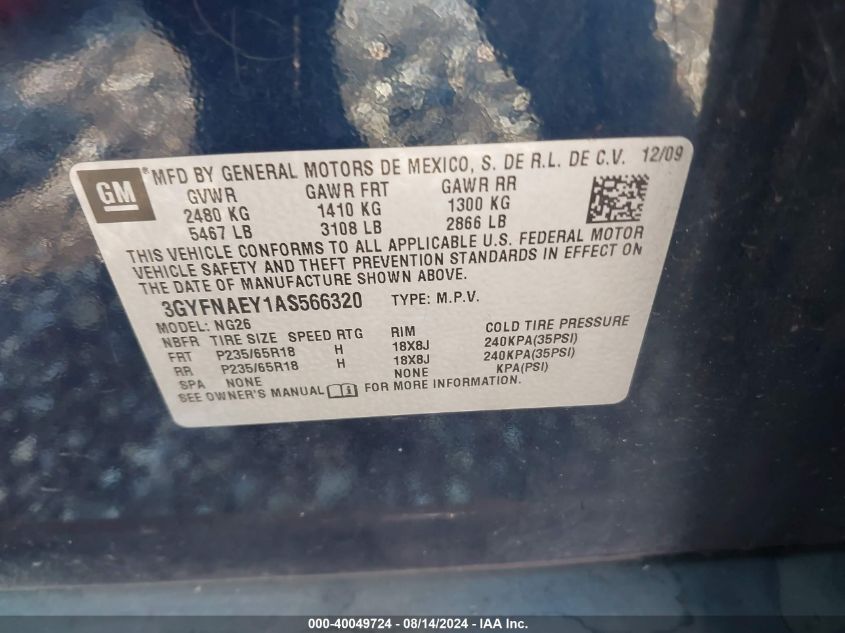 GM ® MFD BY GENERAL MOTORS DE MEXICO, S. DE R.L. DE C.V. 12/09
GVWR GAWR FRT GAWR RR
2480 KG 1410 KG 1300 KG
5467 LB 3108 LB 2866 LB
THIS VEHICLE CONFORMS TO ALL APPLICABLE U.S. FEDERAL MOTOR
VEHICLE SAFETY AND THEFT PREVENTION STANDARDS IN EFFECT ON
THE DATE OF MANUFACTURE SHOWN ABOVE.
3GYFNAEY1AS566320 TYPE: M.P.V.
MODEL: NG26
NBFR TIRE SIZE SPEED RTG RIM COLD TIRE PRESSURE
FRT P235/65R18 H 18X8J 240KPA(35PSI)
RR P235/65R18 H 18X8J 240KPA(35PSI)
SPA NONE NONE KPA(PSI)
SEE OWNER'S MANUAL FOR MORE INFORMATION.
000-40049724 - 08/14/2024 - IAA Inc.